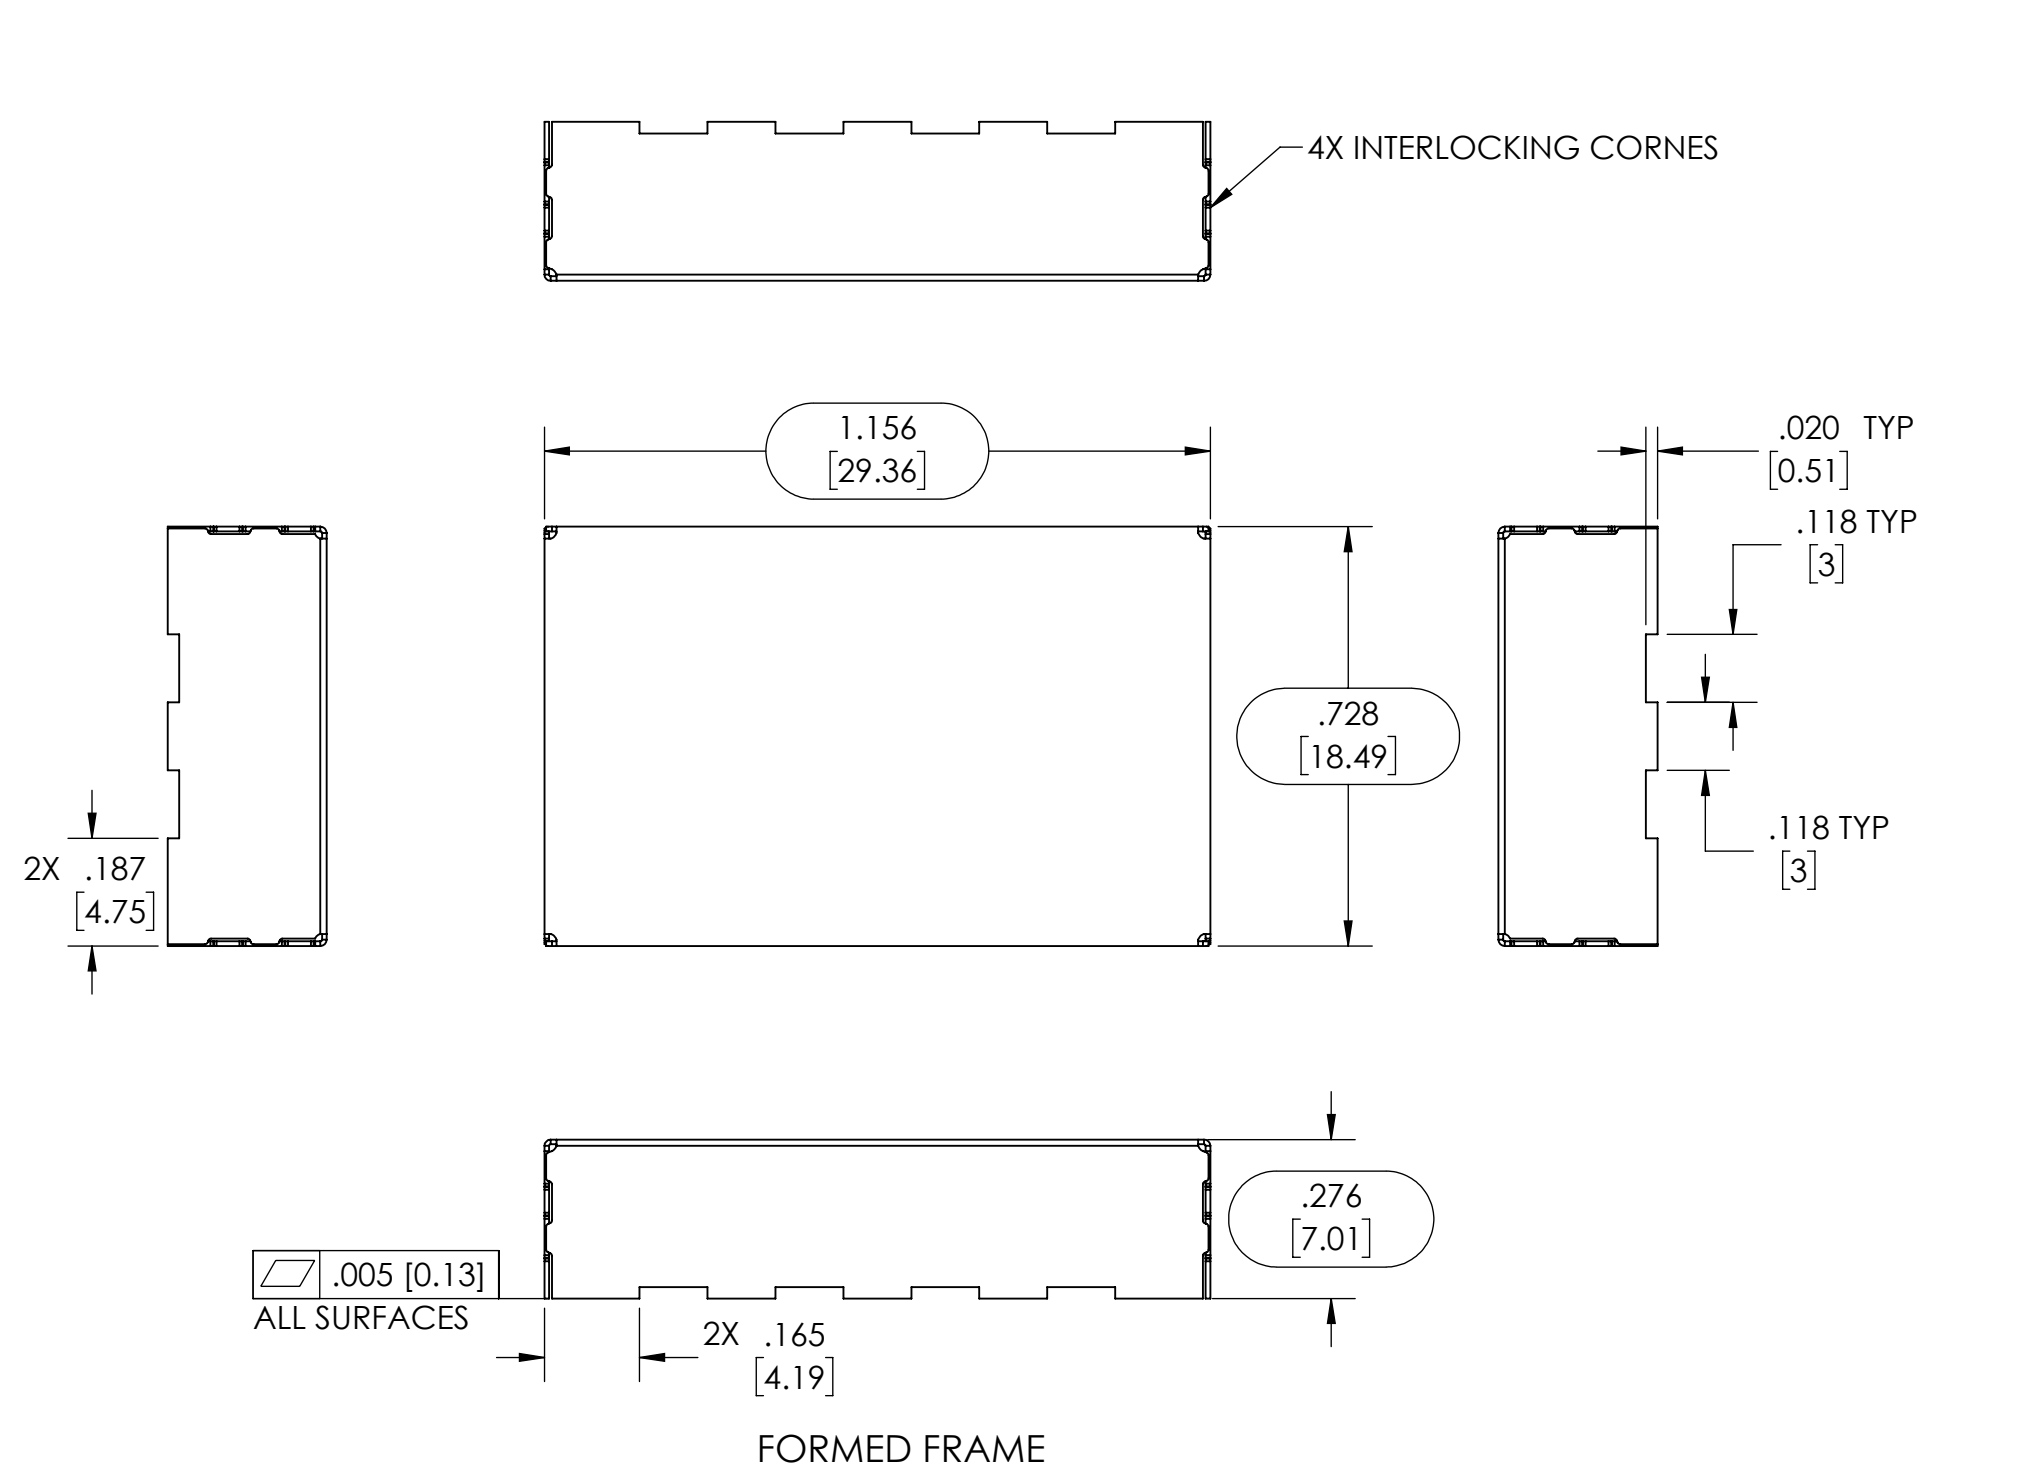 4X INTERLOCKING CORNES
1.156
[29.36]
.020 TYP
[0.51]
.118 TYP
[3]
.728
[18.49]
.118 TYP
[3]
2X .187
[4.75]
.276
[7.01]
.005 [0.13]
ALL SURFACES
2X .165
[4.19]
FORMED FRAME